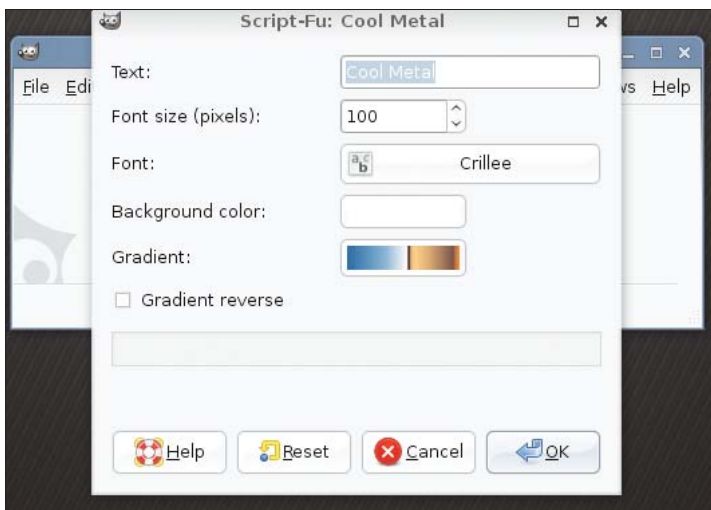 Script-Fu: Cool Metal
File Edi
ws Help
Text: Cool Metal
Font size (pixels): 100
Font: Crillee
Background color:
Gradient:
Gradient reverse
Help Reset Cancel OK